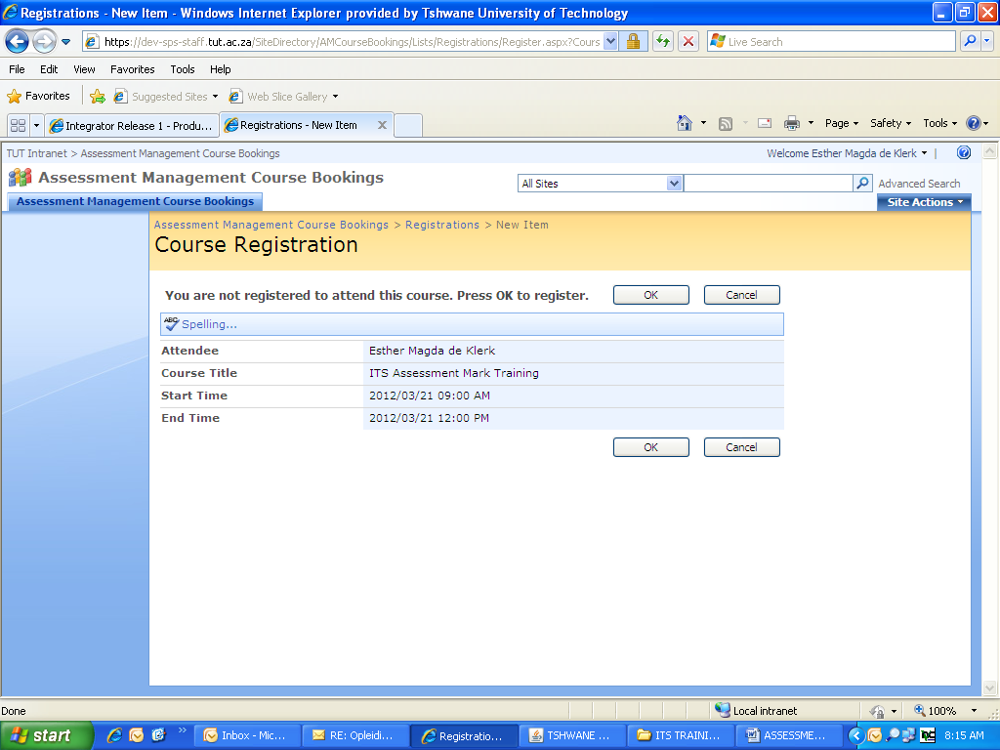 Registrations - New Item - Windows Internet Explorer provided by Tshwane University of Technology
https://dev-sps-staff.tut.ac.za/SiteDirectory/AMCourseBookings/Lists/Registrations/Register.aspx?Cours
Live Search
File Edit View Favorites Tools Help
Favorites Suggested Sites Web Slice Gallery
Integrator Release 1 - Produ... Registrations - New Item X Page Safety Tools
TUT Intranet > Assessment Management Course Bookings Welcome Esther Magda de Klerk
Assessment Management Course Bookings All Sites Advanced Search
Assessment Management Course Bookings Site Actions
Assessment Management Course Bookings > Registrations > New Item
Course Registration
You are not registered to attend this course. Press OK to register. OK Cancel
ABC Spelling...
Attendee Esther Magda de Klerk
Course Title ITS Assessment Mark Training
Start Time 2012/03/21 09:00 AM
End Time 2012/03/21 12:00 PM
OK Cancel
Done Local intranet 100%
start Inbox - Mic... RE: Opleidi... Registratio... TSHWANE ... ITS TRAINI... ASSESSME... 8:15 AM